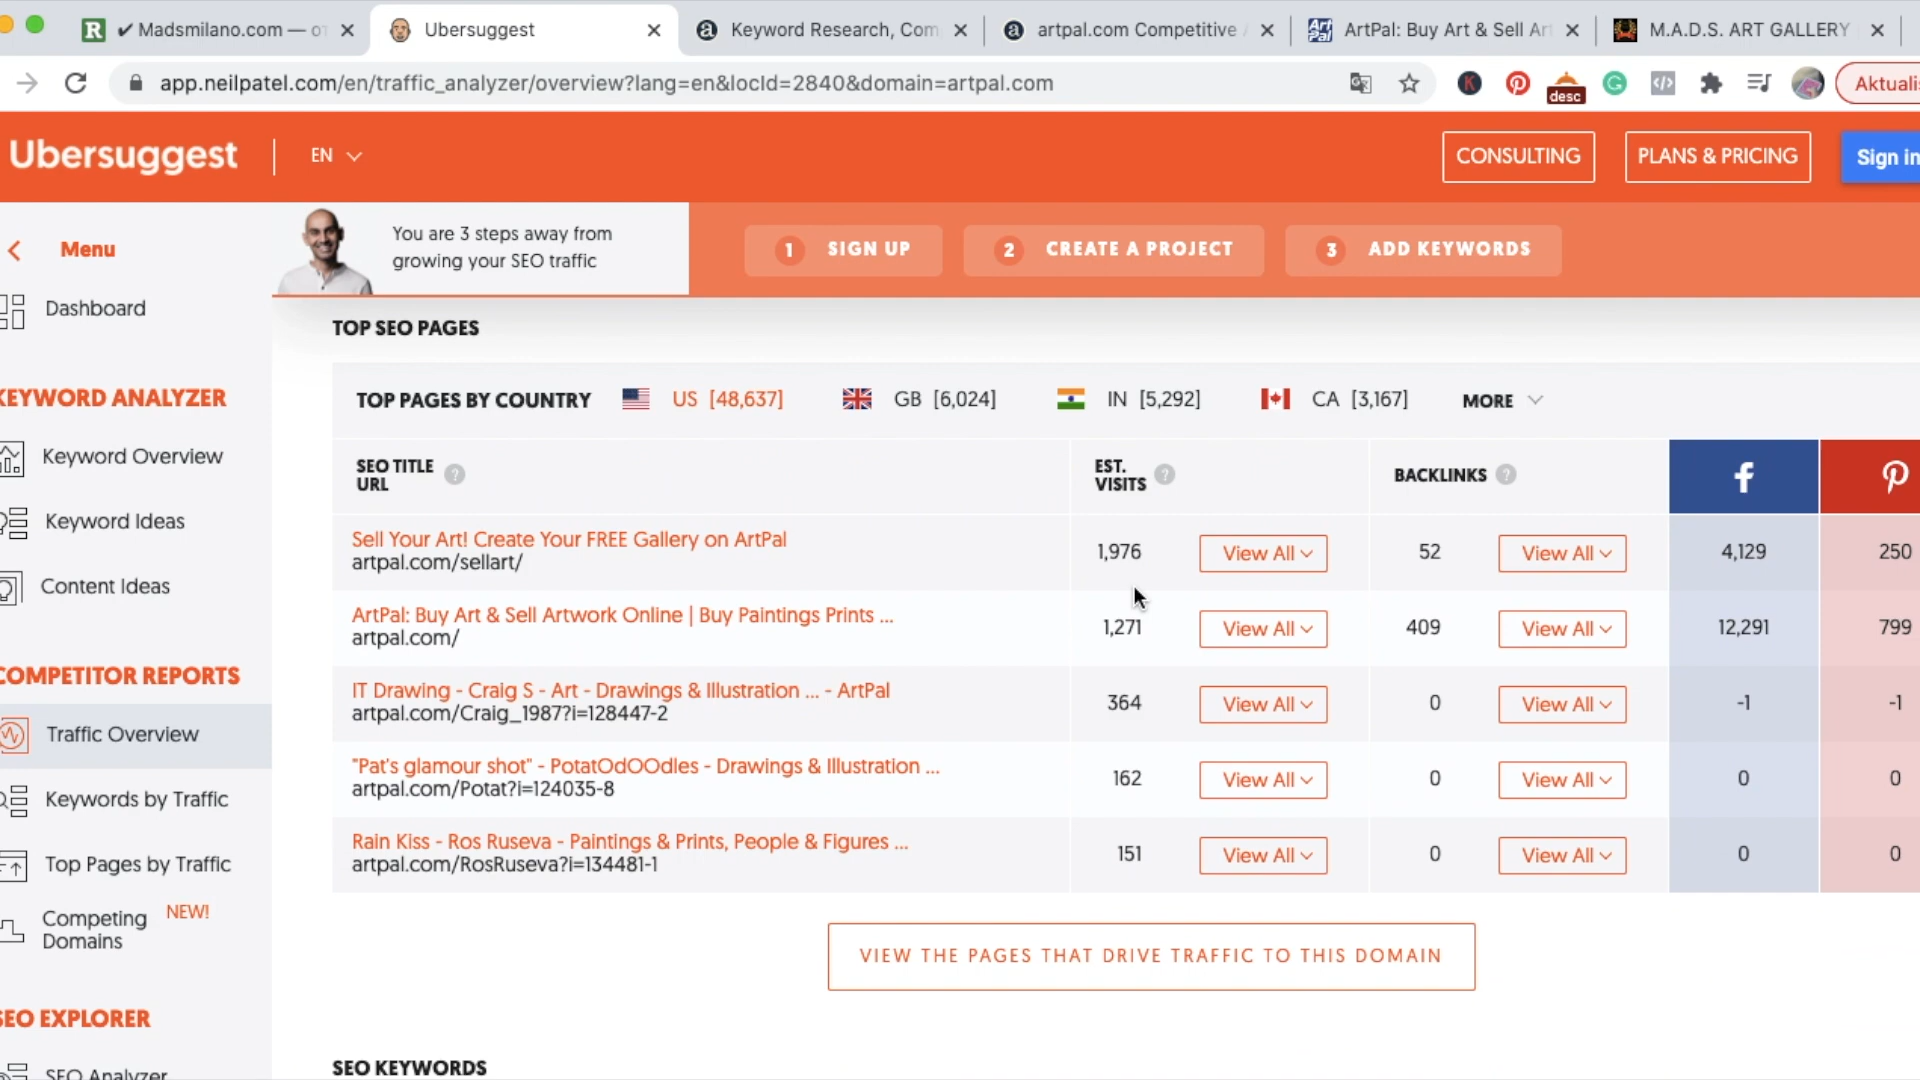 ✔ Madsmilano.com — от
Ubersuggest
Keyword Research, Com
artpal.com Competitive A
ArtPal: Buy Art & Sell Art
M.A.D.S. ART GALLERY
app.neilpatel.com/en/traffic_analyzer/overview?lang=en&locId=2840&domain=artpal.com
desc
Aktualis
Ubersuggest
EN
CONSULTING
PLANS & PRICING
Sign in
Menu
You are 3 steps away from
growing your SEO traffic
1 SIGN UP
2 CREATE A PROJECT
3 ADD KEYWORDS
Dashboard
KEYWORD ANALYZER
Keyword Overview
Keyword Ideas
Content Ideas
COMPETITOR REPORTS
Traffic Overview
Keywords by Traffic
Top Pages by Traffic
Competing
Domains
NEW!
SEO EXPLORER
SEO Analyzer
TOP SEO PAGES
TOP PAGES BY COUNTRY US [48,637] GB [6,024] IN [5,292] CA [3,167] MORE
SEO TITLE
URL
?
EST.
VISITS
?
BACKLINKS ?
Sell Your Art! Create Your FREE Gallery on ArtPal
artpal.com/sellart/
1,976 View All 52 View All 4,129 250
ArtPal: Buy Art & Sell Artwork Online | Buy Paintings Prints ...
artpal.com/
1,271 View All 409 View All 12,291 799
IT Drawing - Craig S - Art - Drawings & Illustration ... - ArtPal
artpal.com/Craig_1987?i=128447-2
364 View All 0 View All -1 -1
"Pat's glamour shot" - PotatOdOOdles - Drawings & Illustration ...
artpal.com/Potat?i=124035-8
162 View All 0 View All 0 0
Rain Kiss - Ros Ruseva - Paintings & Prints, People & Figures ...
artpal.com/RosRuseva?i=134481-1
151 View All 0 View All 0 0
VIEW THE PAGES THAT DRIVE TRAFFIC TO THIS DOMAIN
SEO KEYWORDS